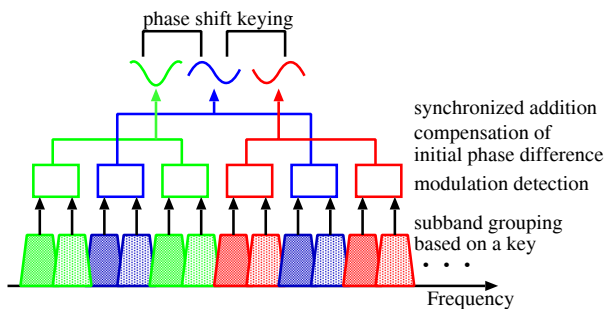 phase shift keying
synchronized addition
compensation of
initial phase difference
modulation detection
subband grouping
based on a key
. . .
Frequency